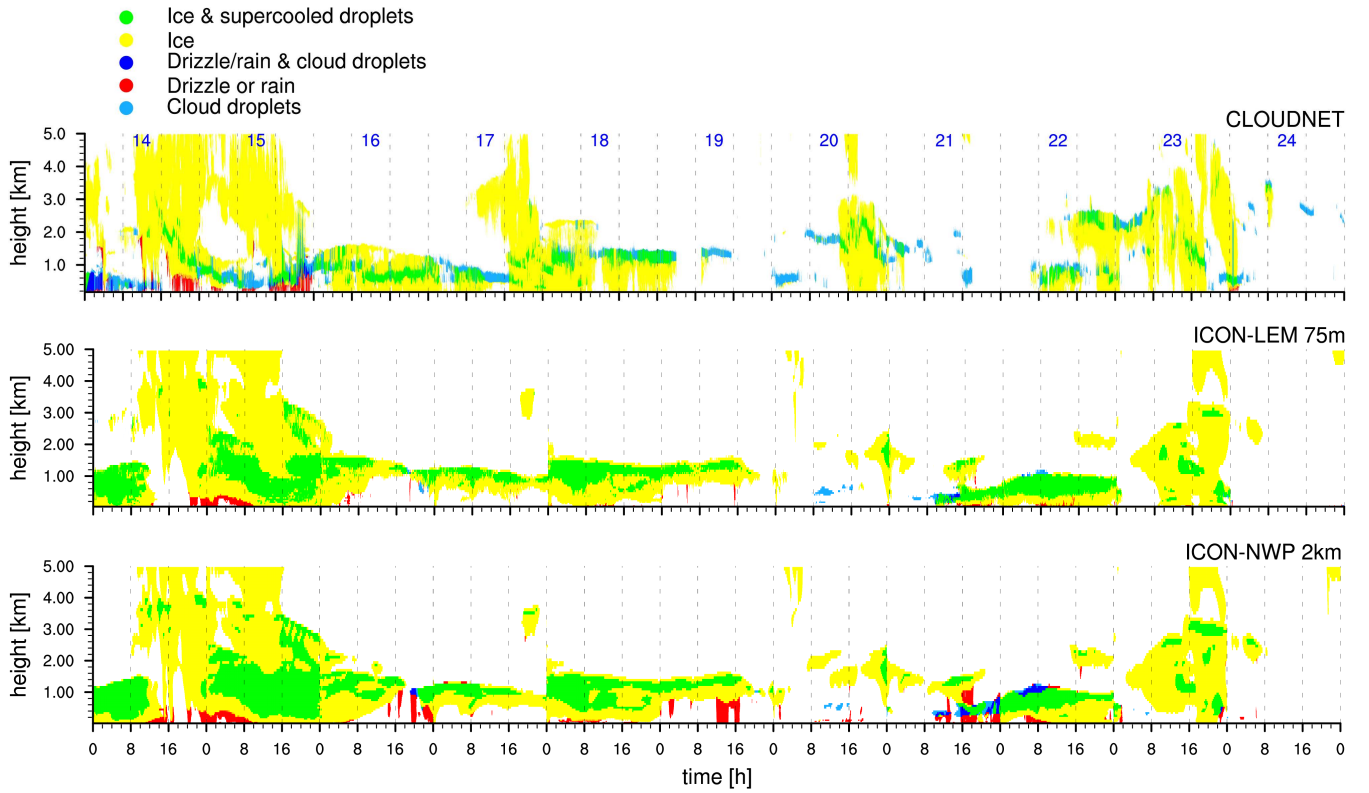 Ice & supercooled droplets
Ice
Drizzle/rain & cloud droplets
Drizzle or rain
Cloud droplets
CLOUDNET
14 15 16 17 18 19 20 21 22 23 24
height [km]
5.0
4.0
3.0
2.0
1.0
ICON-LEM 75m
height [km]
5.00
4.00
3.00
2.00
1.00
ICON-NWP 2km
height [km]
5.00
4.00
3.00
2.00
1.00
0 8 16 0 8 16 0 8 16 0 8 16 0 8 16 0 8 16 0 8 16 0 8 16 0 8 16 0 8 16 0 8 16 0
time [h]